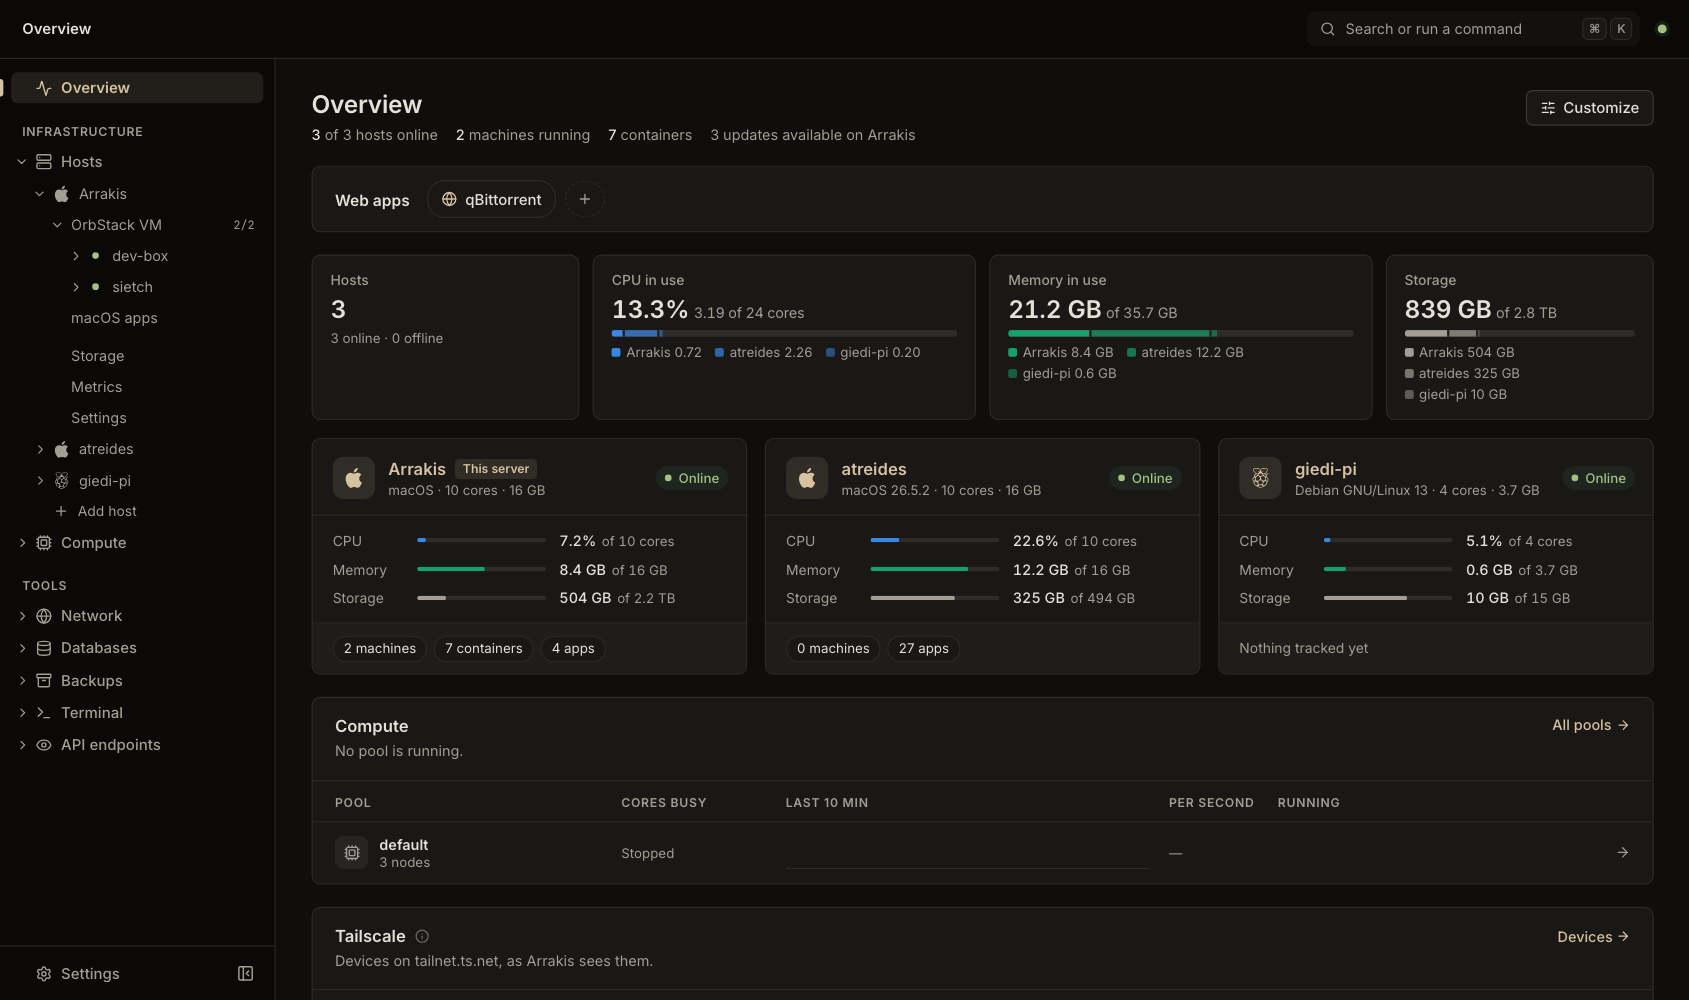 Overview
Search or run a command
⌘ K
Overview
INFRASTRUCTURE
Hosts
Arrakis
OrbStack VM 2/2
dev-box
sietch
macOS apps
Storage
Metrics
Settings
atreides
giedi-pi
Add host
Compute
TOOLS
Network
Databases
Backups
Terminal
API endpoints
Settings
Overview
Customize
3 of 3 hosts online 2 machines running 7 containers 3 updates available on Arrakis
Web apps qBittorrent
Hosts
3
3 online · 0 offline
CPU in use
13.3% 3.19 of 24 cores
Arrakis 0.72 atreides 2.26 giedi-pi 0.20
Memory in use
21.2 GB of 35.7 GB
Arrakis 8.4 GB atreides 12.2 GB
giedi-pi 0.6 GB
Storage
839 GB of 2.8 TB
Arrakis 504 GB
atreides 325 GB
giedi-pi 10 GB
Arrakis This server
macOS · 10 cores · 16 GB
Online
CPU 7.2% of 10 cores
Memory 8.4 GB of 16 GB
Storage 504 GB of 2.2 TB
2 machines 7 containers 4 apps
atreides
macOS 26.5.2 · 10 cores · 16 GB
Online
CPU 22.6% of 10 cores
Memory 12.2 GB of 16 GB
Storage 325 GB of 494 GB
0 machines 27 apps
giedi-pi
Debian GNU/Linux 13 · 4 cores · 3.7 GB
Online
CPU 5.1% of 4 cores
Memory 0.6 GB of 3.7 GB
Storage 10 GB of 15 GB
Nothing tracked yet
Compute
No pool is running.
All pools →
POOL CORES BUSY LAST 10 MIN PER SECOND RUNNING
default
3 nodes
Stopped
—
Tailscale
Devices on tailnet.ts.net, as Arrakis sees them.
Devices →